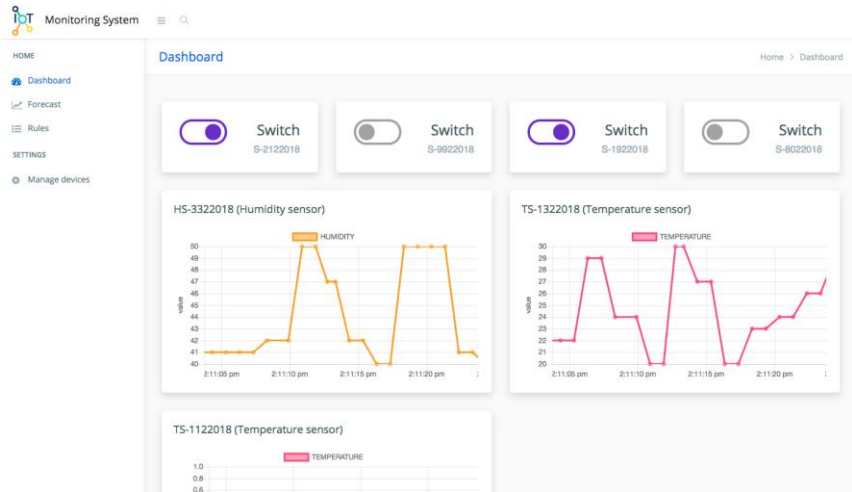 IoT Monitoring System
HOME
Dashboard
Forecast
Rules
SETTINGS
Manage devices
Dashboard
Home > Dashboard
Switch
S-2122018
Switch
S-9922018
Switch
S-1922018
Switch
S-8022018
HS-3322018 (Humidity sensor)
HUMIDITY
value
50
49
48
47
46
45
44
43
42
41
40
2:11:05 pm 2:11:10 pm 2:11:15 pm 2:11:20 pm
TS-1322018 (Temperature sensor)
TEMPERATURE
value
30
29
28
27
26
25
24
23
22
21
20
2:11:05 pm 2:11:10 pm 2:11:15 pm 2:11:20 pm
TS-1122018 (Temperature sensor)
TEMPERATURE
1.0
0.8
0.6